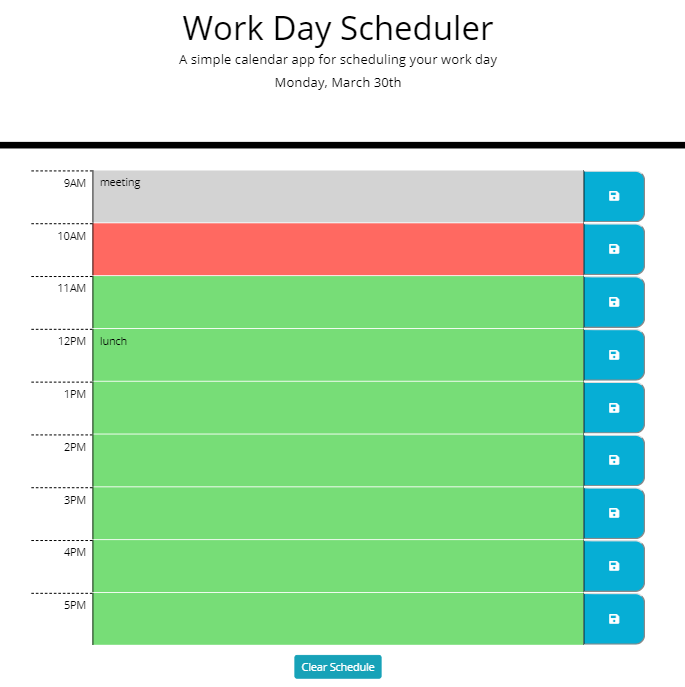 Work Day Scheduler
A simple calendar app for scheduling your work day
Monday, March 30th
9AM meeting
10AM
11AM
12PM lunch
1PM
2PM
3PM
4PM
5PM
Clear Schedule